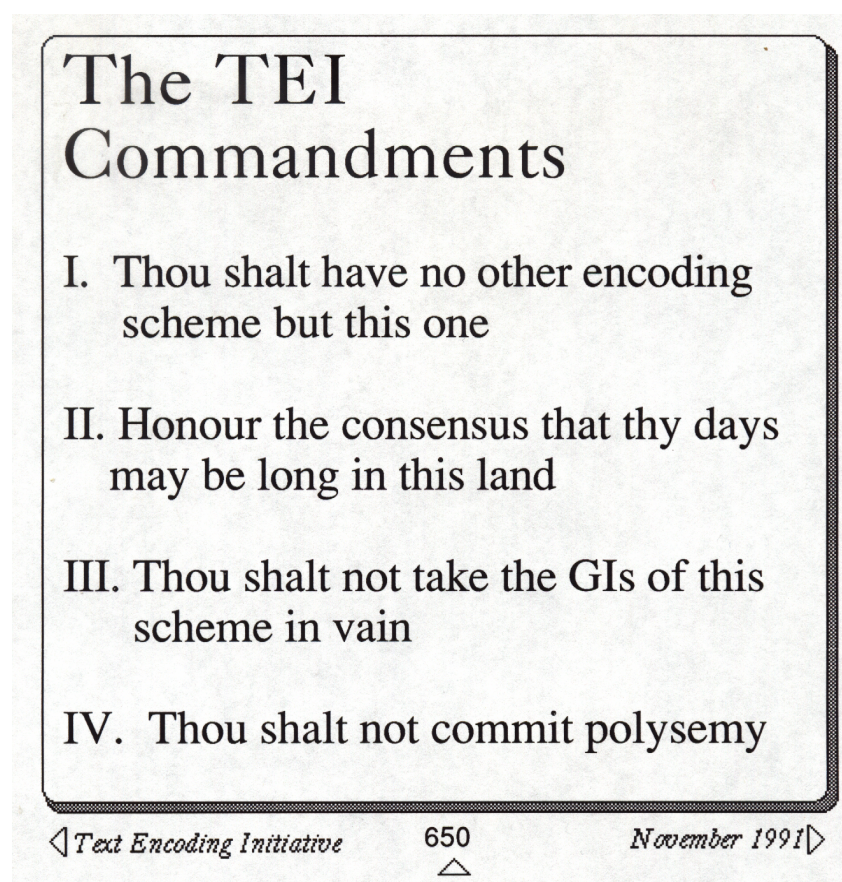 The TEI
Commandments
I. Thou shalt have no other encoding
scheme but this one
II. Honour the consensus that thy days
may be long in this land
III. Thou shalt not take the GIs of this
scheme in vain
IV. Thou shalt not commit polysemy
Text Encoding Initiative 650 November 1991